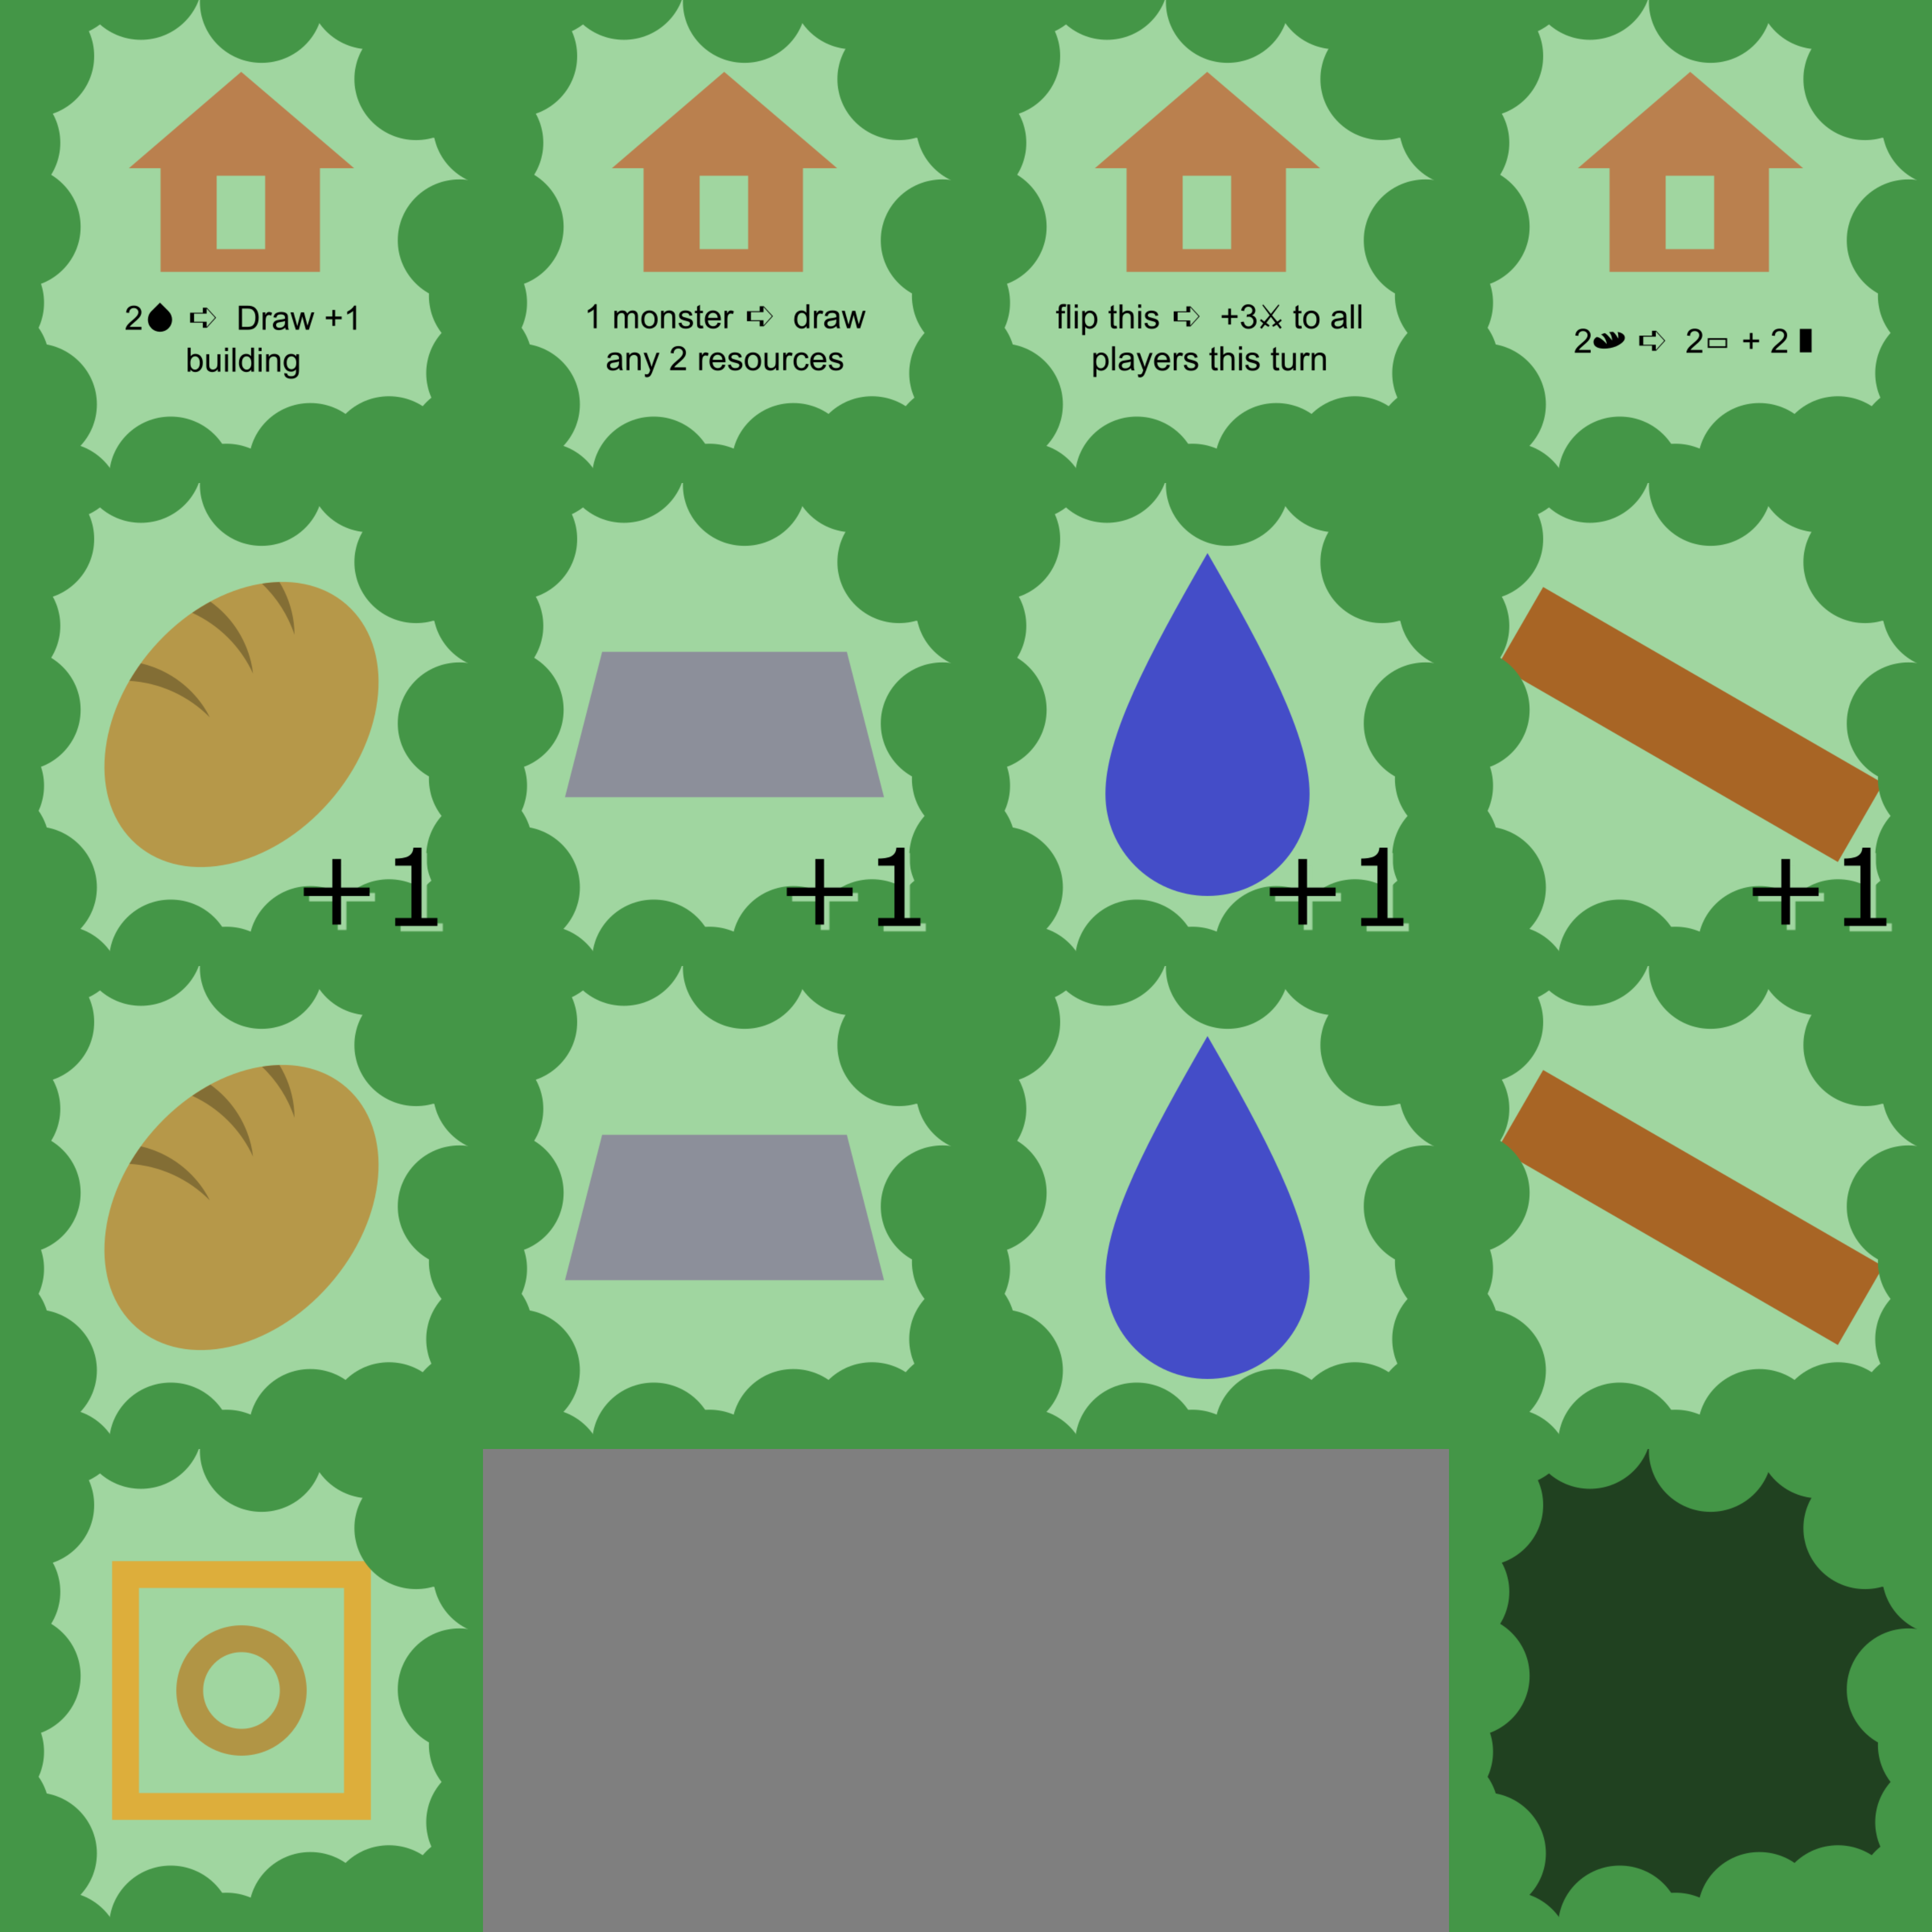 2🌢 ➪ Draw +1
building
1 monster ➪ draw
any 2 resources
flip this ➪ +3⚔ to all
players this turn
2🍞 ➪ 2▭ + 2▮
+1
+1
+1
+1